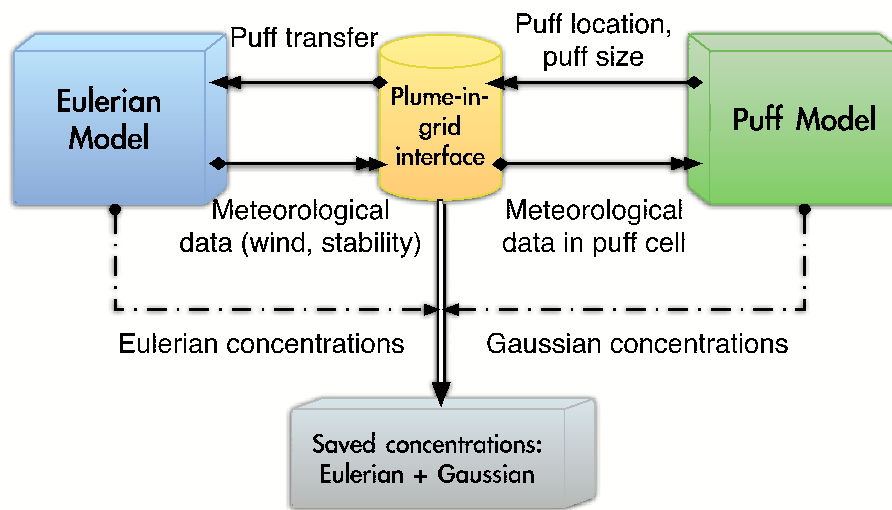 Puff transfer
Puff location,
puff size
Eulerian
Model
Plume-in-
grid
interface
Puff Model
Meteorological
data (wind, stability)
Meteorological
data in puff cell
Eulerian concentrations
Gaussian concentrations
Saved concentrations:
Eulerian + Gaussian